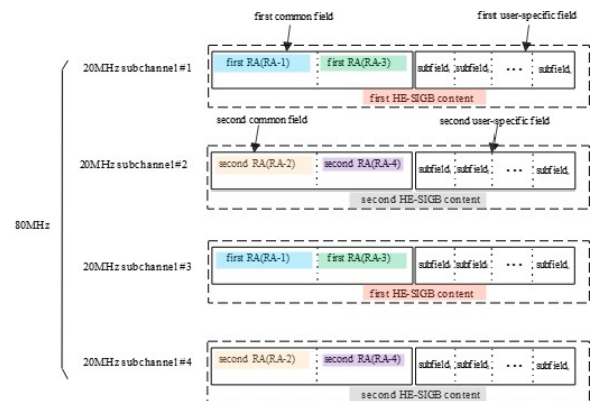 first common field
first user-specific field
20MHz subchannel #1
first RA(RA-1) first RA(RA-3) subfield, subfield, ... subfield,
first HE-SIGB content
second common field
second user-specific field
20MHz subchannel#2
second RA(RA-2) second RA(RA-4) subfield, subfield, ... subfield,
second HE-SIGB content
80MHz
20MHz subchannel #3
first RA(RA-1) first RA(RA-3) subfield, subfield, ... subfield,
first HE-SIGB content
20MHz subchannel #4
second RA(RA-2) second RA(RA-4) subfield, subfield, ... subfield,
second HE-SIGB content